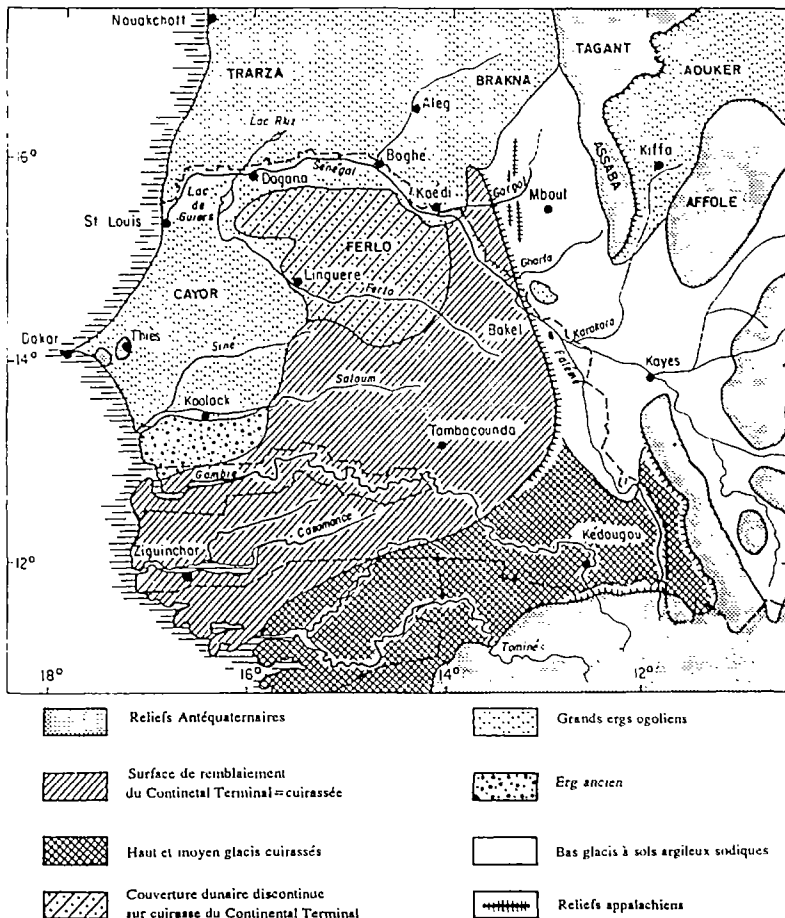 Nouakchott
TAGANT
TRARZA
BRAKNA
AOUKER
Aleg
Lac Rkiz
16°
Boghe
ASSABA
Kiffa
Sénégal
Dagana
Kaédi
Gorgol
Mbout
AFFOLE
Lac
de
Guiers
St Louis
FERLO
Gharfa
Linguere
Ferlo
CAYOR
Bakel
Karakoro
Dakar
Thies
Sine
14°
Falémé
Kayes
Saloum
Kaolack
Tambacounda
Gambie
Casamance
Ziguinchor
12°
Kédougou
Tominé
18°
16°
14°
12°
Reliefs Antéquaternaires
Grands ergs ogoliens
Surface de remblaiement
du Continetal Terminal=cuirassée
Erg ancien
Haut et moyen glacis cuirassés
Bas glacis à sols argileux sodiques
Couverture dunaire discontinue
sur cuirasse du Continental Terminal
Reliefs appalachiens